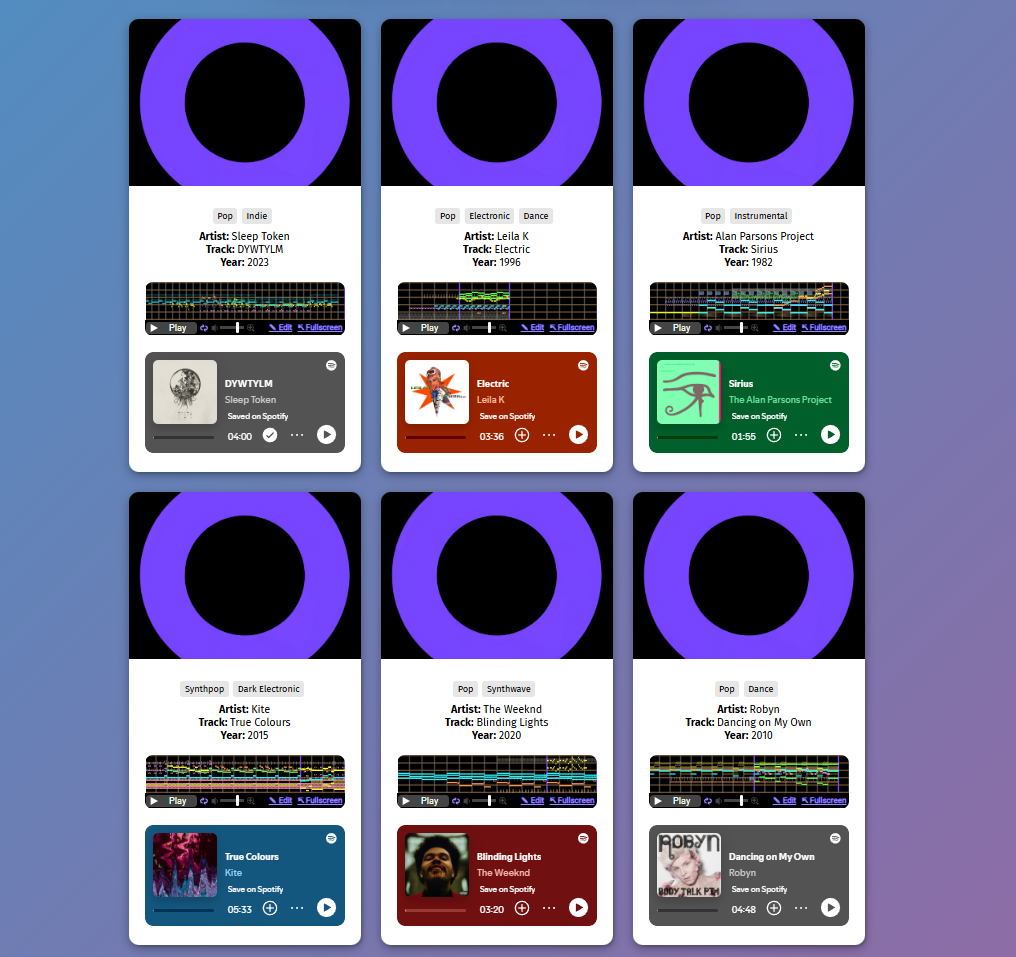 Pop Indie
Artist: Sleep Token
Track: DYWTYLM
Year: 2023
Play Edit Fullscreen
DYWTYLM
Sleep Token
Saved on Spotify
04:00
Pop Electronic Dance
Artist: Leila K
Track: Electric
Year: 1996
Play Edit Fullscreen
Electric
Leila K
Save on Spotify
03:36
Pop Instrumental
Artist: Alan Parsons Project
Track: Sirius
Year: 1982
Play Edit Fullscreen
Sirius
The Alan Parsons Project
Save on Spotify
01:55
Synthpop Dark Electronic
Artist: Kite
Track: True Colours
Year: 2015
Play Edit Fullscreen
True Colours
Kite
Save on Spotify
05:33
Pop Synthwave
Artist: The Weeknd
Track: Blinding Lights
Year: 2020
Play Edit Fullscreen
Blinding Lights
The Weeknd
Save on Spotify
03:20
Pop Dance
Artist: Robyn
Track: Dancing on My Own
Year: 2010
Play Edit Fullscreen
ROBYN
BODY TALK PT1
Dancing on My Own
Robyn
Save on Spotify
04:48